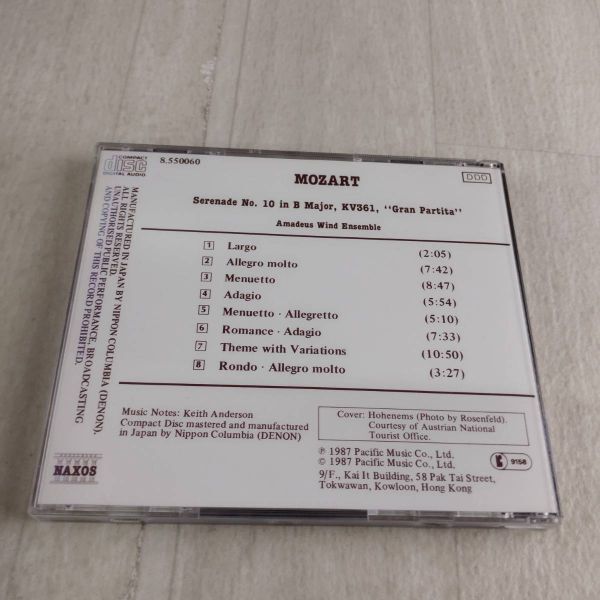 COMPACT
disc
DIGITAL AUDIO
8.550060
MOZART
DDD
Serenade No. 10 in B Major, KV361, "Gran Partita"
Amadeus Wind Ensemble
1 Largo (2:05)
2 Allegro molto (7:42)
3 Menuetto (8:47)
4 Adagio (5:54)
5 Menuetto · Allegretto (5:10)
6 Romance · Adagio (7:33)
7 Theme with Variations (10:50)
8 Rondo · Allegro molto (3:27)
MANUFACTURED IN JAPAN BY NIPPON COLUMBIA (DENON).
ALL RIGHTS RESERVED.
UNAUTHORISED PUBLIC PERFORMANCE, BROADCASTING
AND COPYING OF THIS RECORD PROHIBITED.
Music Notes: Keith Anderson
Compact Disc mastered and manufactured
in Japan by Nippon Columbia (DENON)
Cover: Hohenems (Photo by Rosenfeld).
Courtesy of Austrian National
Tourist Office.
℗ 1987 Pacific Music Co., Ltd.
© 1987 Pacific Music Co., Ltd.
9/F., Kai It Building, 58 Pak Tai Street,
Tokwawan, Kowloon, Hong Kong
9158
NAXOS